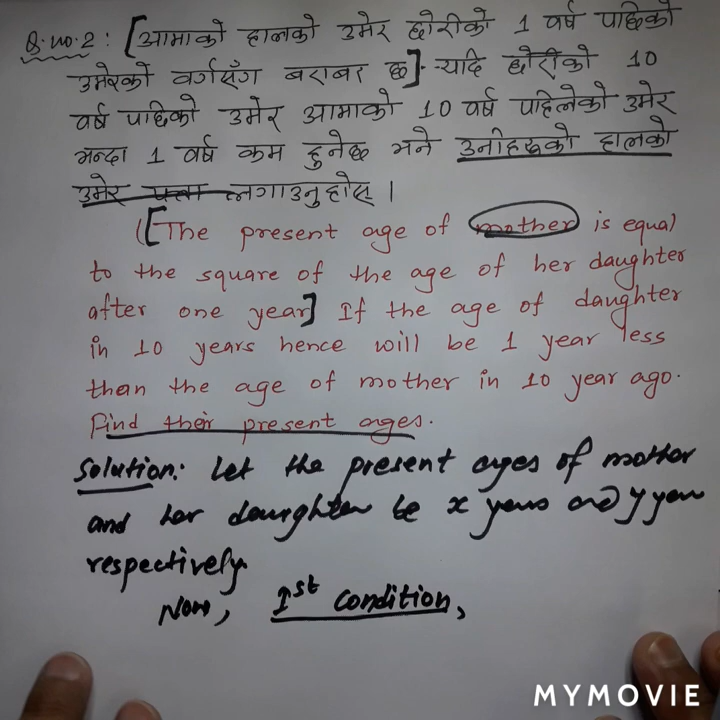 Q.no.2: [आमाको हालको उमेर छोरीको 1 वर्ष पछिको
उमेरको वर्गसँग बराबर छ]. यदि छोरीको 10
वर्ष पछिको उमेर आमाको 10 वर्ष पहिलेको उमेर
भन्दा 1 वर्ष कम हुनेछ भने उनीहरूको हालको
उमेर पत्ता लगाउनुहोस् ।
([The present age of mother is equal
to the square of the age of her daughter
after one year] If the age of daughter
in 10 years hence will be 1 year less
than the age of mother in 10 year ago.
Find their present ages.
Solution: Let the present ages of mother
and her daughter be x years and y years
respectively.
Now, 1st condition,
MYMOVIE